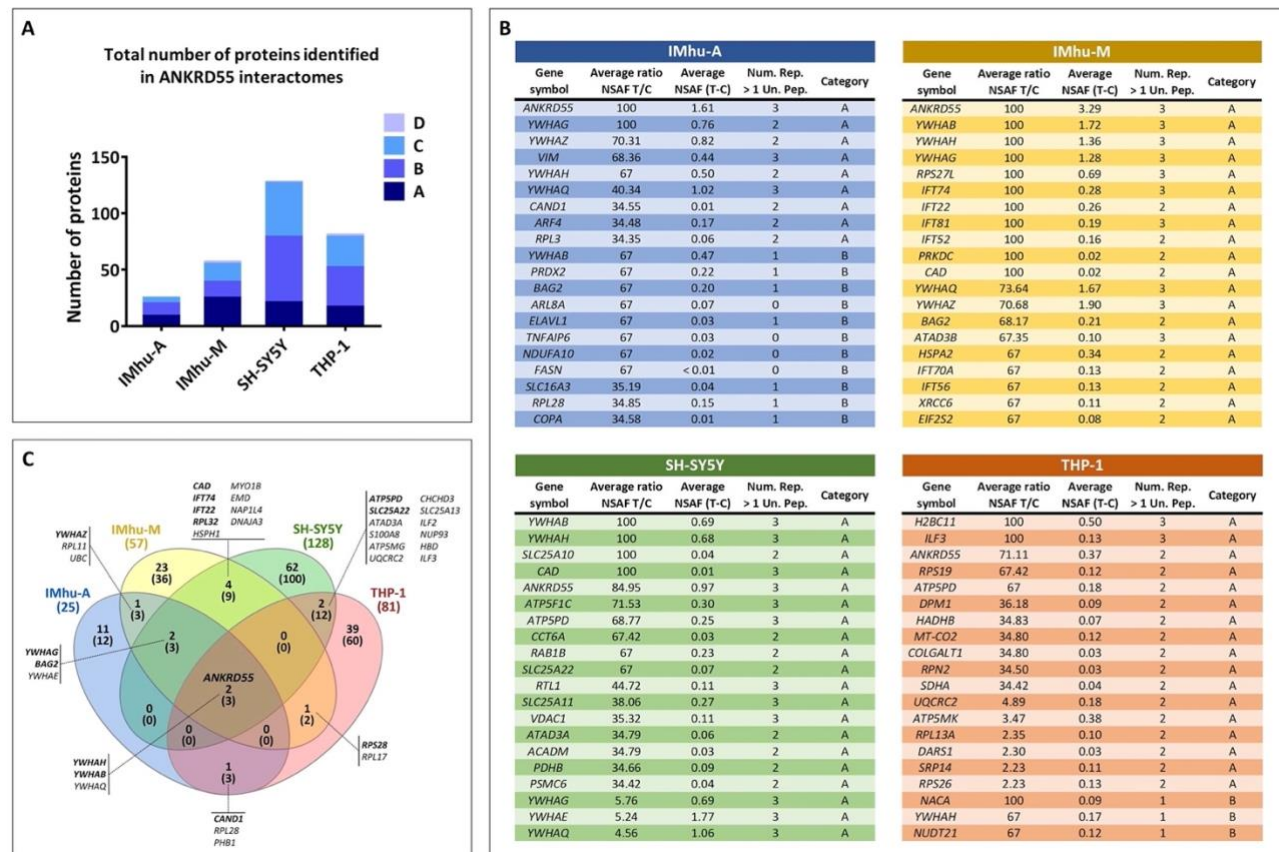 A
Total number of proteins identified
in ANKRD55 interactomes
D
C
B
A
Number of proteins
150
100
50
0
IMhu-A
IMhu-M
SH-SY5Y
THP-1
B
IMhu-A
Gene symbol Average ratio NSAF T/C Average NSAF (T-C) Num. Rep. > 1 Un. Pep. Category
ANKRD55 100 1.61 3 A
YWHAG 100 0.76 2 A
YWHAZ 70.31 0.82 2 A
VIM 68.36 0.44 3 A
YWHAH 67 0.50 2 A
YWHAQ 40.34 1.02 3 A
CAND1 34.55 0.01 2 A
ARF4 34.48 0.17 2 A
RPL3 34.35 0.06 2 A
YWHAB 67 0.47 1 B
PRDX2 67 0.22 1 B
BAG2 67 0.20 1 B
ARL8A 67 0.07 0 B
ELAVL1 67 0.03 1 B
TNFAIP6 67 0.03 0 B
NDUFA10 67 0.02 0 B
FASN 67 < 0.01 0 B
SLC16A3 35.19 0.04 1 B
RPL28 34.85 0.15 1 B
COPA 34.58 0.01 1 B
IMhu-M
Gene symbol Average ratio NSAF T/C Average NSAF (T-C) Num. Rep. > 1 Un. Pep. Category
ANKRD55 100 3.29 3 A
YWHAB 100 1.72 3 A
YWHAH 100 1.36 3 A
YWHAG 100 1.28 3 A
RPS27L 100 0.69 3 A
IFT74 100 0.28 3 A
IFT22 100 0.26 2 A
IFT81 100 0.19 3 A
IFT52 100 0.16 2 A
PRKDC 100 0.02 2 A
CAD 100 0.02 2 A
YWHAQ 73.64 1.67 3 A
YWHAZ 70.68 1.90 3 A
BAG2 68.17 0.21 2 A
ATAD3B 67.35 0.10 3 A
HSPA2 67 0.34 2 A
IFT70A 67 0.13 2 A
IFT56 67 0.13 2 A
XRCC6 67 0.11 2 A
EIF2S2 67 0.08 2 A
SH-SY5Y
Gene symbol Average ratio NSAF T/C Average NSAF (T-C) Num. Rep. > 1 Un. Pep. Category
YWHAB 100 0.69 3 A
YWHAH 100 0.68 3 A
SLC25A10 100 0.04 2 A
CAD 100 0.01 3 A
ANKRD55 84.95 0.97 3 A
ATP5F1C 71.53 0.30 3 A
ATP5PD 68.77 0.25 3 A
CCT6A 67.42 0.03 2 A
RAB1B 67 0.23 2 A
SLC25A22 67 0.07 2 A
RTL1 44.72 0.11 3 A
SLC25A11 38.06 0.27 3 A
VDAC1 35.32 0.11 3 A
ATAD3A 34.79 0.06 2 A
ACADM 34.79 0.03 2 A
PDHB 34.66 0.09 2 A
PSMC6 34.42 0.04 2 A
YWHAG 5.76 0.69 3 A
YWHAE 5.24 1.77 3 A
YWHAQ 4.56 1.06 3 A
THP-1
Gene symbol Average ratio NSAF T/C Average NSAF (T-C) Num. Rep. > 1 Un. Pep. Category
H2BC11 100 0.50 3 A
ILF3 100 0.13 3 A
ANKRD55 71.11 0.37 2 A
RPS19 67.42 0.12 2 A
ATP5PD 67 0.18 2 A
DPM1 36.18 0.09 2 A
HADHB 34.83 0.07 2 A
MT-CO2 34.80 0.12 2 A
COLGALT1 34.80 0.03 2 A
RPN2 34.50 0.03 2 A
SDHA 34.42 0.04 2 A
UQCRC2 4.89 0.18 2 A
ATP5MK 3.47 0.38 2 A
RPL13A 2.35 0.10 2 A
DARS1 2.30 0.03 2 A
SRP14 2.23 0.11 2 A
RPS26 2.23 0.13 2 A
NACA 100 0.09 1 B
YWHAH 67 0.17 1 B
NUDT21 67 0.12 1 B
C
CAD MYO1B
IFT74 EMD
IFT22 NAP1L4
RPL32 DNAJA3
HSPH1
ATP5PD CHCHD3
SLC25A22 SLC25A13
ATAD3A ILF2
S100A8 NUP93
ATP5MG HBD
UQCRC2 ILF3
YWHAZ
RPL11
UBC
IMhu-M
(57)
SH-SY5Y
(128)
IMhu-A
(25)
THP-1
(81)
23
(36)
4
(9)
62
(100)
1
(3)
2
(12)
11
(12)
2
(3)
0
(0)
39
(60)
YWHAG
BAG2
YWHAE
ANKRD55
2
(3)
0
(0)
0
(0)
0
(0)
1
(2)
1
(3)
RPS28
RPL17
YWHAH
YWHAB
YWHAQ
CAND1
RPL28
PHB1